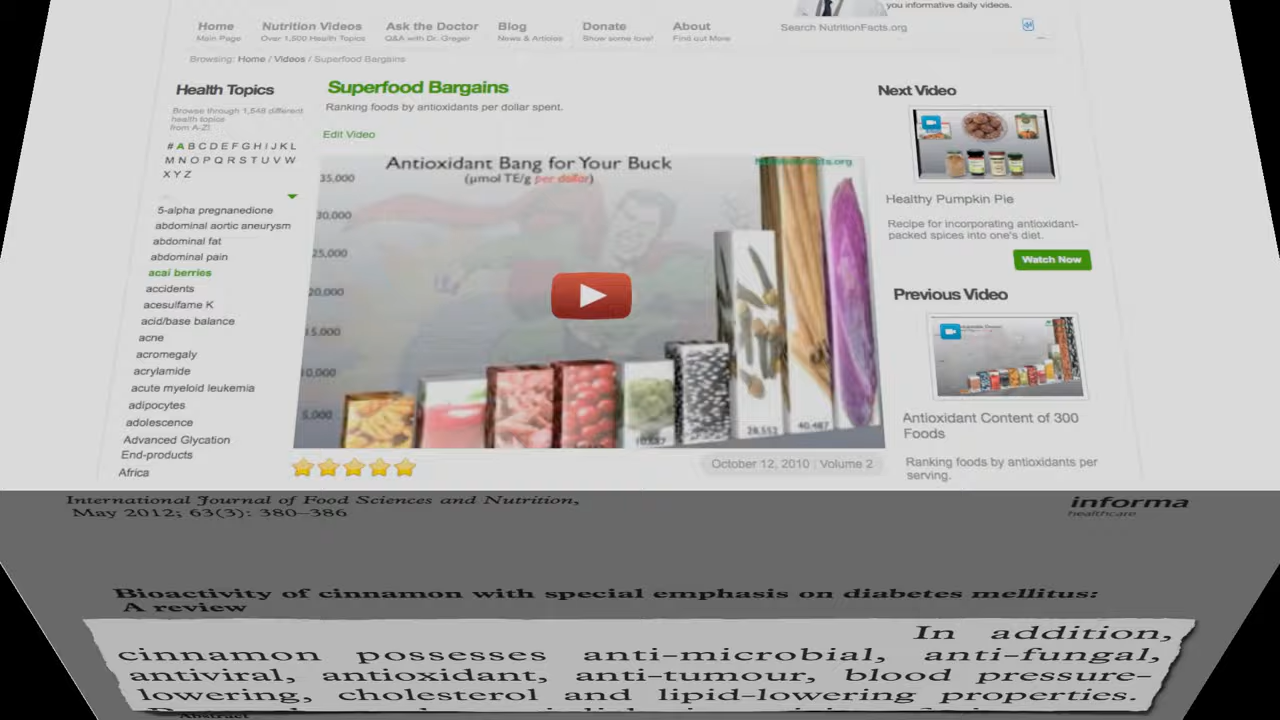 you informative daily videos.
Home Nutrition Videos Ask the Doctor Blog Donate About
Main Page Over 1,500 Health Topics Q&A with Dr. Greger News & Articles Show some love! Find out More
Search NutritionFacts.org
Browsing: Home / Videos / Superfood Bargains
Health Topics
Browse through 1,548 different
health topics
from A-Z!
# A B C D E F G H I J K L
M N O P Q R S T U V W
X Y Z
5-alpha pregnanedione
abdominal aortic aneurysm
abdominal fat
abdominal pain
acai berries
accidents
acesulfame K
acid/base balance
acne
acromegaly
acrylamide
acute myeloid leukemia
adipocytes
adolescence
Advanced Glycation
End-products
Africa
Superfood Bargains
Ranking foods by antioxidants per dollar spent.
Edit Video
Antioxidant Bang for Your Buck
(µmol TE/g per dollar)
NutritionFacts.org
35,000
30,000
25,000
20,000
15,000
10,000
5,000
28,552
40,487
October 12, 2010 | Volume 2
Next Video
Healthy Pumpkin Pie
Recipe for incorporating antioxidant-
packed spices into one's diet.
Watch Now
Previous Video
Antioxidant Content of 300
Foods
Ranking foods by antioxidants per
serving.
International Journal of Food Sciences and Nutrition,
May 2012; 63(3): 380–386
informa
healthcare
Bioactivity of cinnamon with special emphasis on diabetes mellitus:
A review
In addition,
cinnamon possesses anti-microbial, anti-fungal,
antiviral, antioxidant, anti-tumour, blood pressure-
lowering, cholesterol and lipid-lowering properties.
Abstract